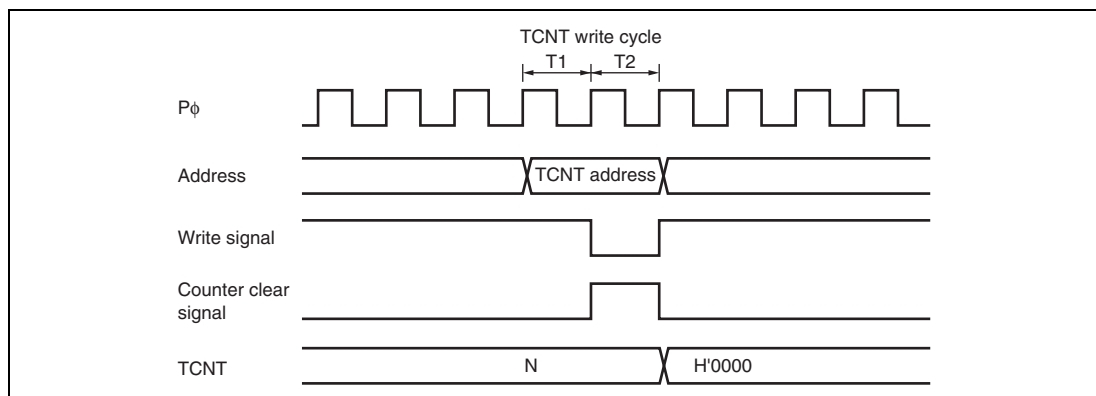 TCNT write cycle
T1 T2
Pϕ
Address TCNT address
Write signal
Counter clear
signal
TCNT N H'0000